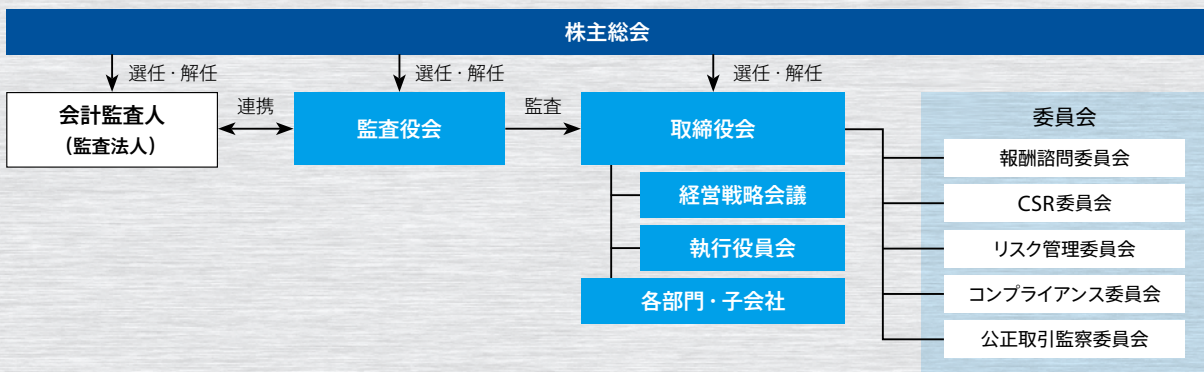 株主総会
選任・解任
選任・解任
選任・解任
会計監査人
（監査法人）
連携
監査役会
監査
取締役会
経営戦略会議
執行役員会
各部門・子会社
委員会
報酬諮問委員会
CSR委員会
リスク管理委員会
コンプライアンス委員会
公正取引監察委員会